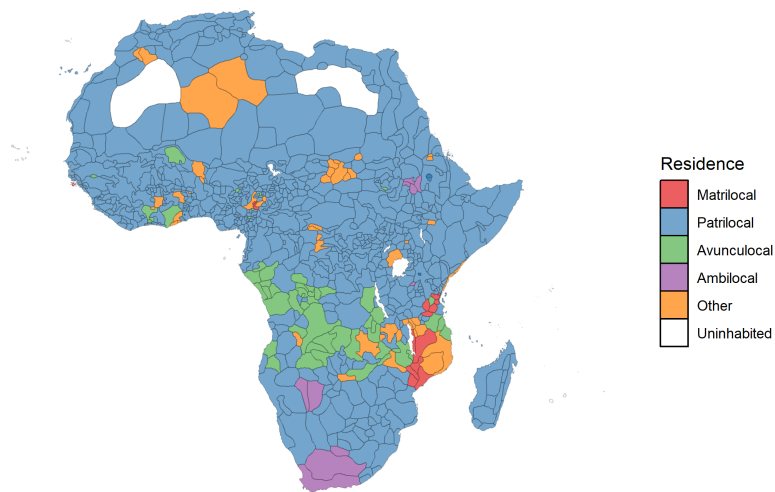 Residence
Matrilocal
Patrilocal
Avunculocal
Ambilocal
Other
Uninhabited